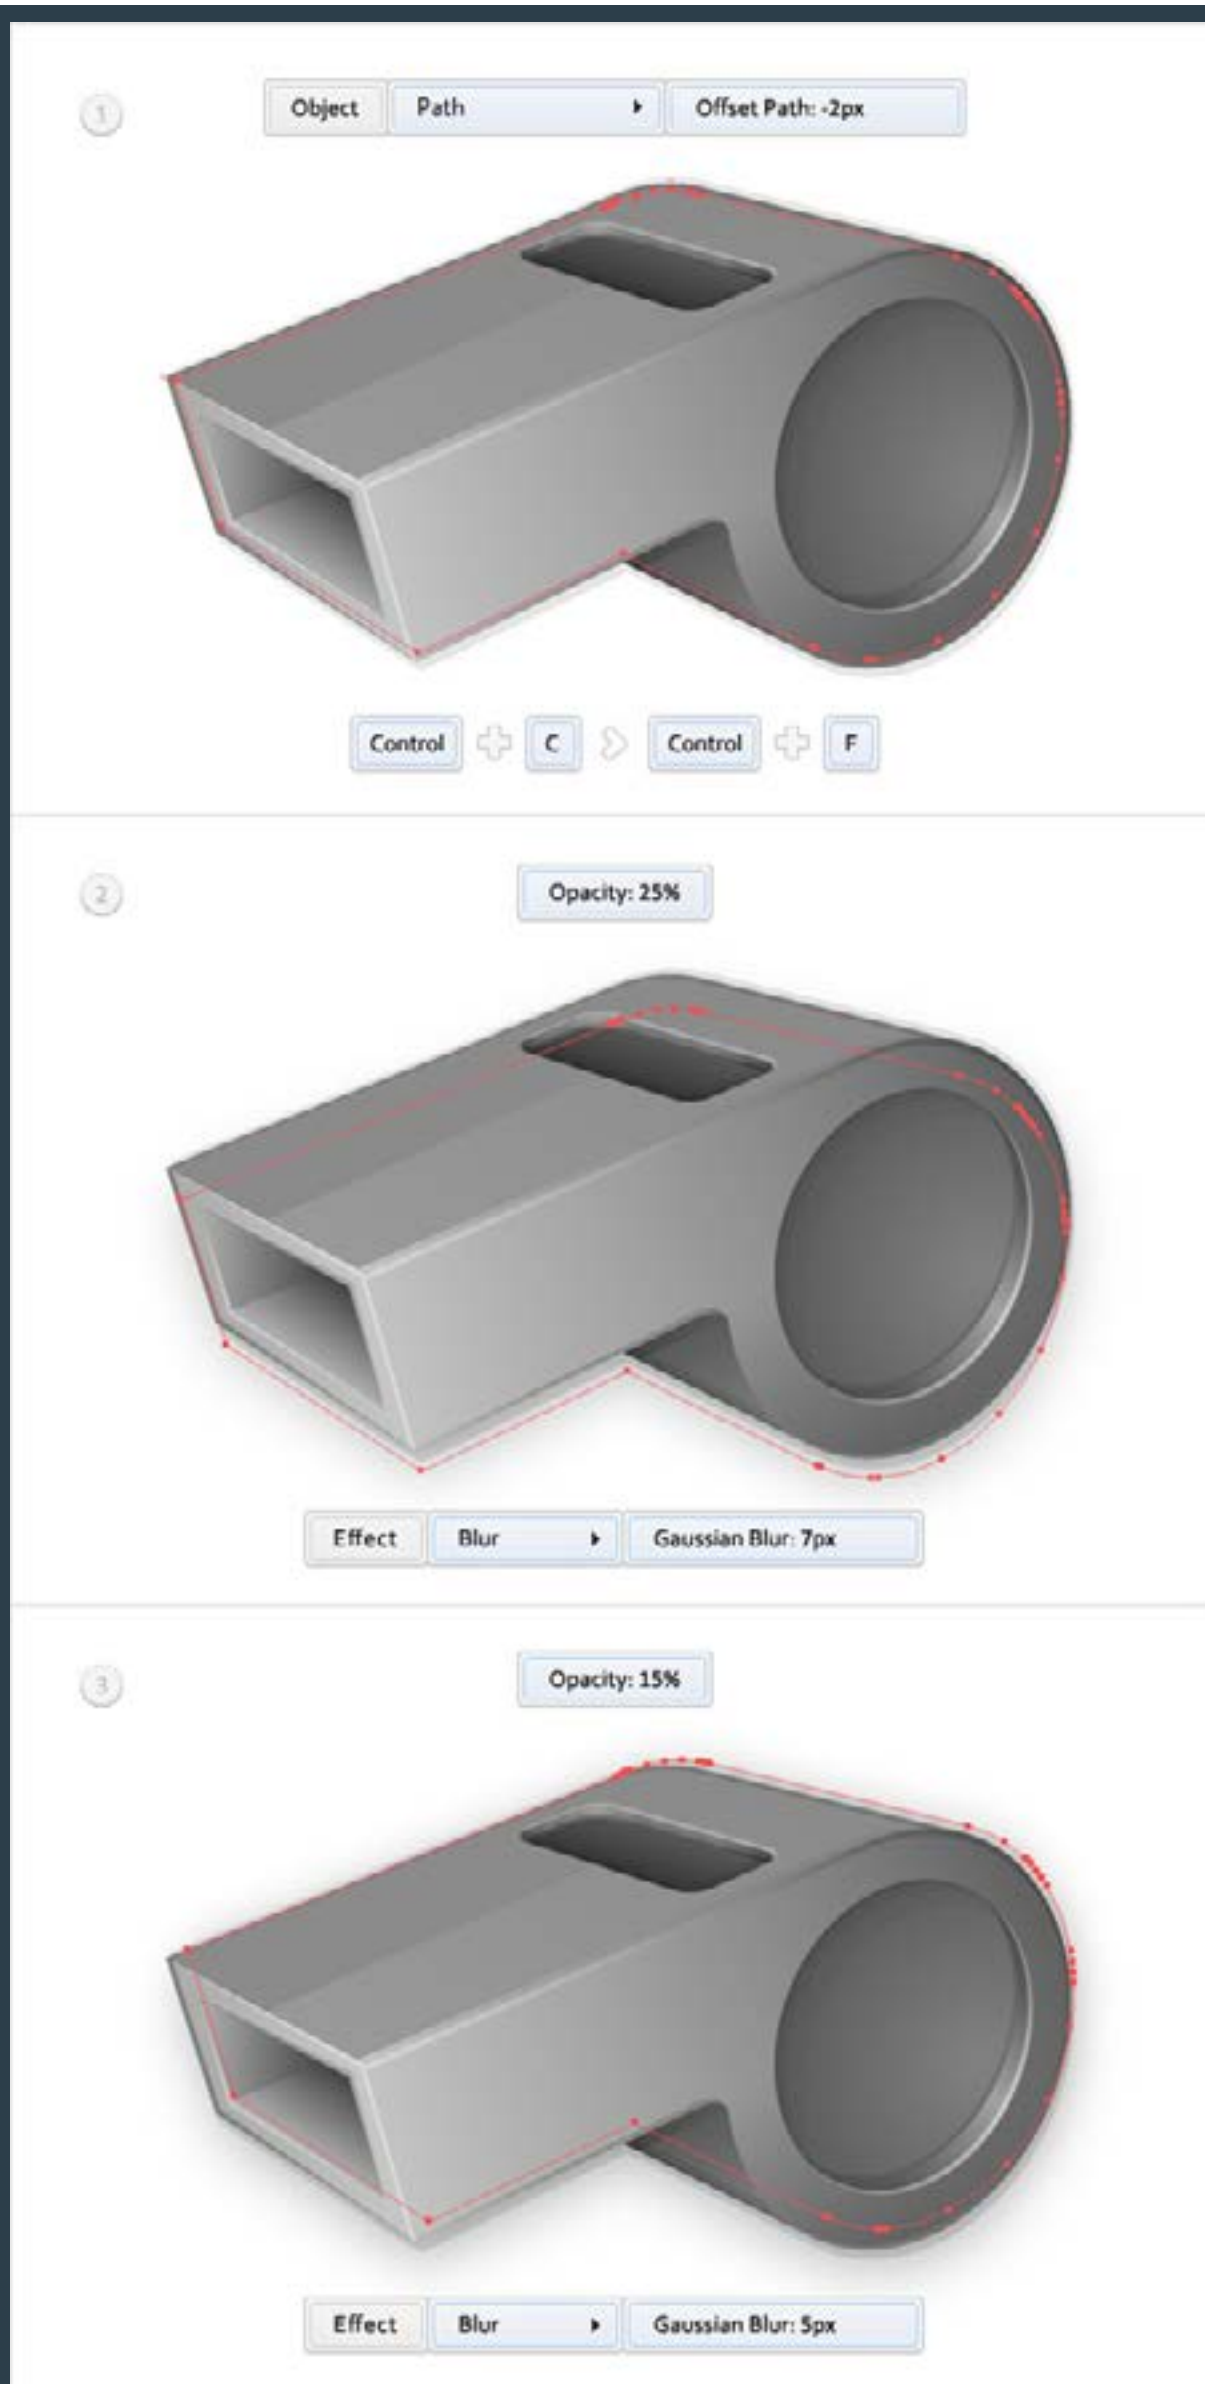 1
Object Path Offset Path: -2px
Control C Control F
2
Opacity: 25%
Effect Blur Gaussian Blur: 7px
3
Opacity: 15%
Effect Blur Gaussian Blur: 5px